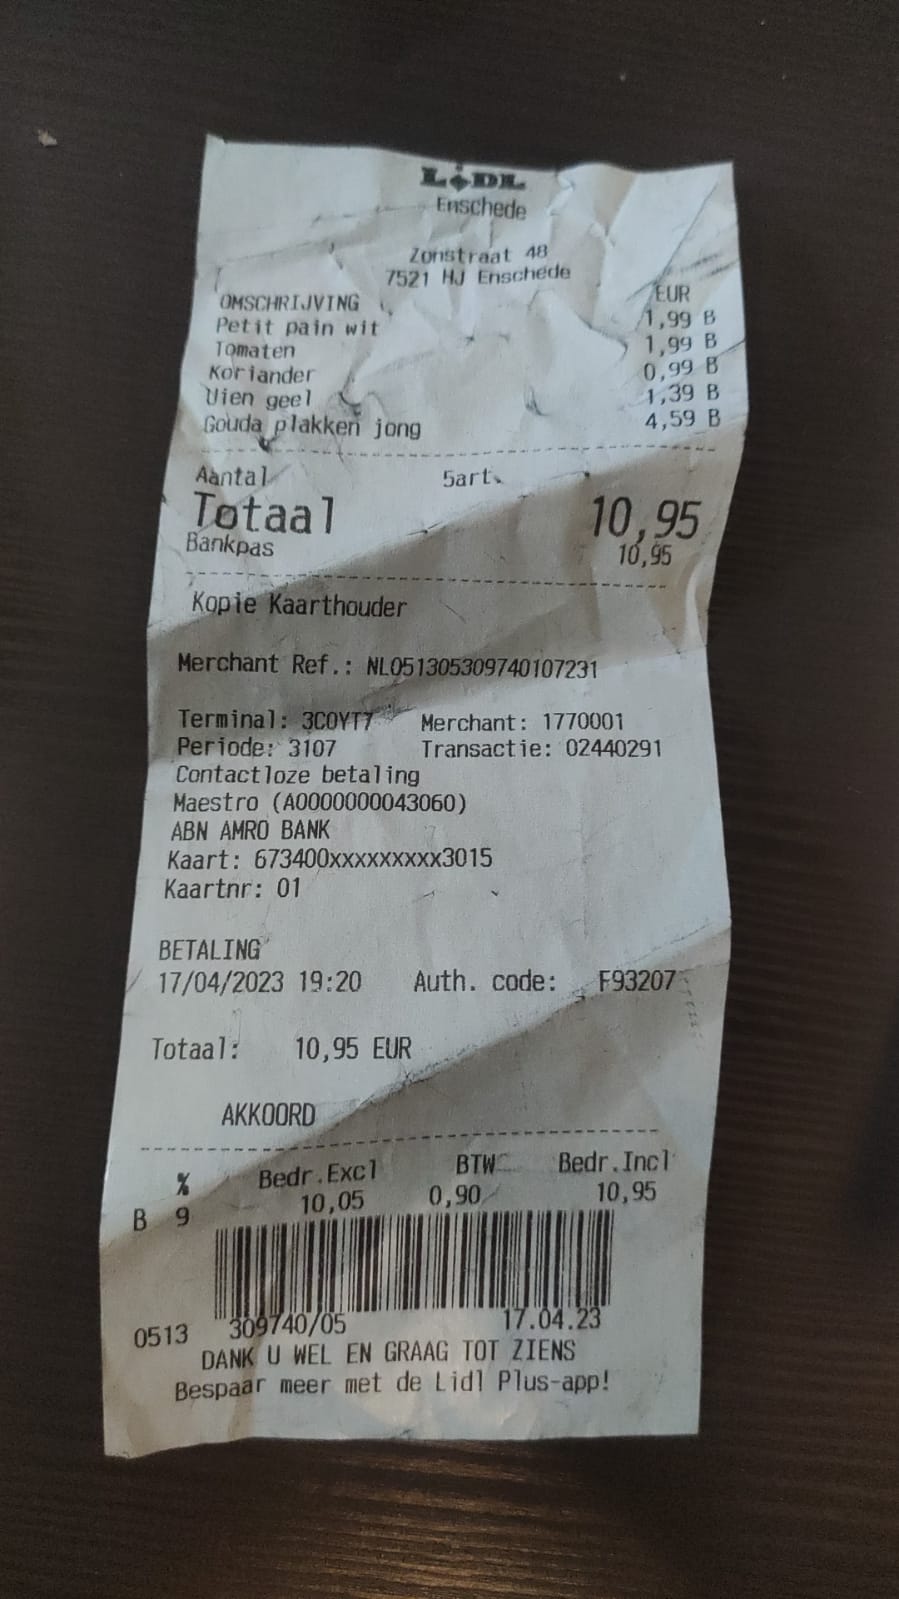 LIDL
Enschede
Zonstraat 48
7521 HJ Enschede
OMSCHRIJVING EUR
Petit pain wit 1,99 B
Tomaten 1,99 B
Koriander 0,99 B
Uien geel 1,39 B
Gouda plakken jong 4,59 B
Aantal 5art.
Totaal 10,95
Bankpas 10,95
Kopie Kaarthouder
Merchant Ref.: NL051305309740107231
Terminal: 3C0YT7 Merchant: 1770001
Periode: 3107 Transactie: 02440291
Contactloze betaling
Maestro (A0000000043060)
ABN AMRO BANK
Kaart: 673400xxxxxxxxx3015
Kaartnr: 01
BETALING
17/04/2023 19:20 Auth. code: F93207
Totaal: 10,95 EUR
AKKOORD
% Bedr.Excl BTW Bedr.Incl
B 9 10,05 0,90 10,95
0513 309740/05 17.04.23
DANK U WEL EN GRAAG TOT ZIENS
Bespaar meer met de Lidl Plus-app!